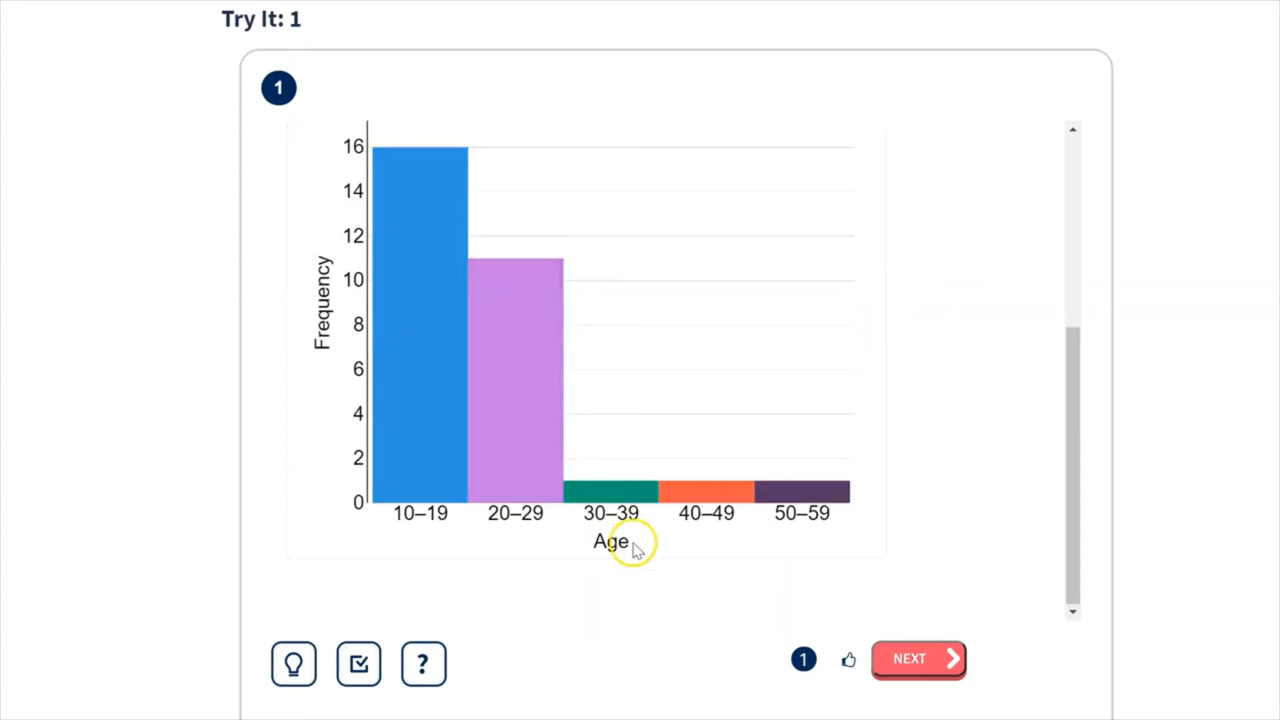 Try It: 1
1
16
14
12
10
8
6
4
2
0
Frequency
10–19 20–29 30–39 40–49 50–59
Age
? 1 NEXT